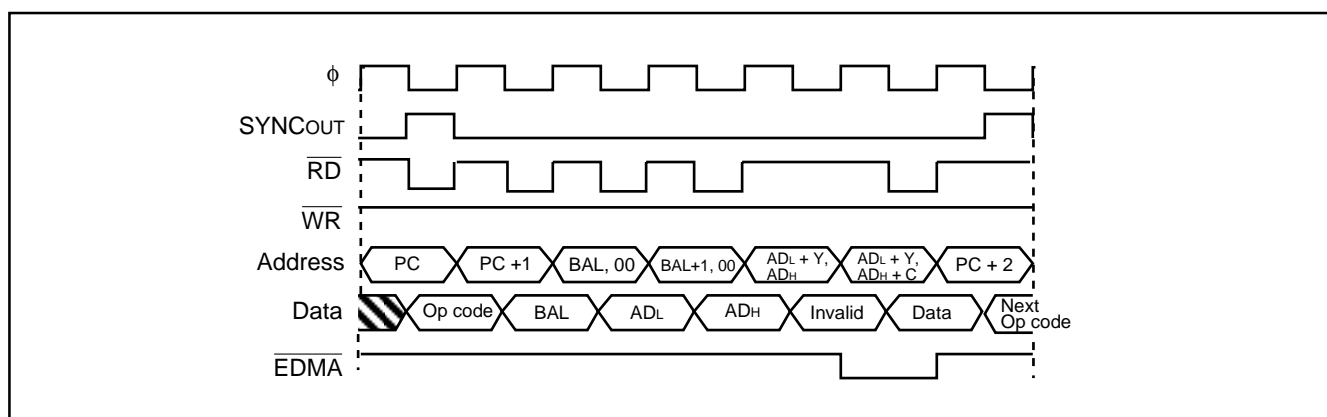 ϕ
SYNCOUT
RD
WR
Address PC PC +1 BAL, 00 BAL+1, 00 ADL + Y, ADH ADL + Y, ADH + C PC + 2
Data Op code BAL ADL ADH Invalid Data Next Op code
EDMA